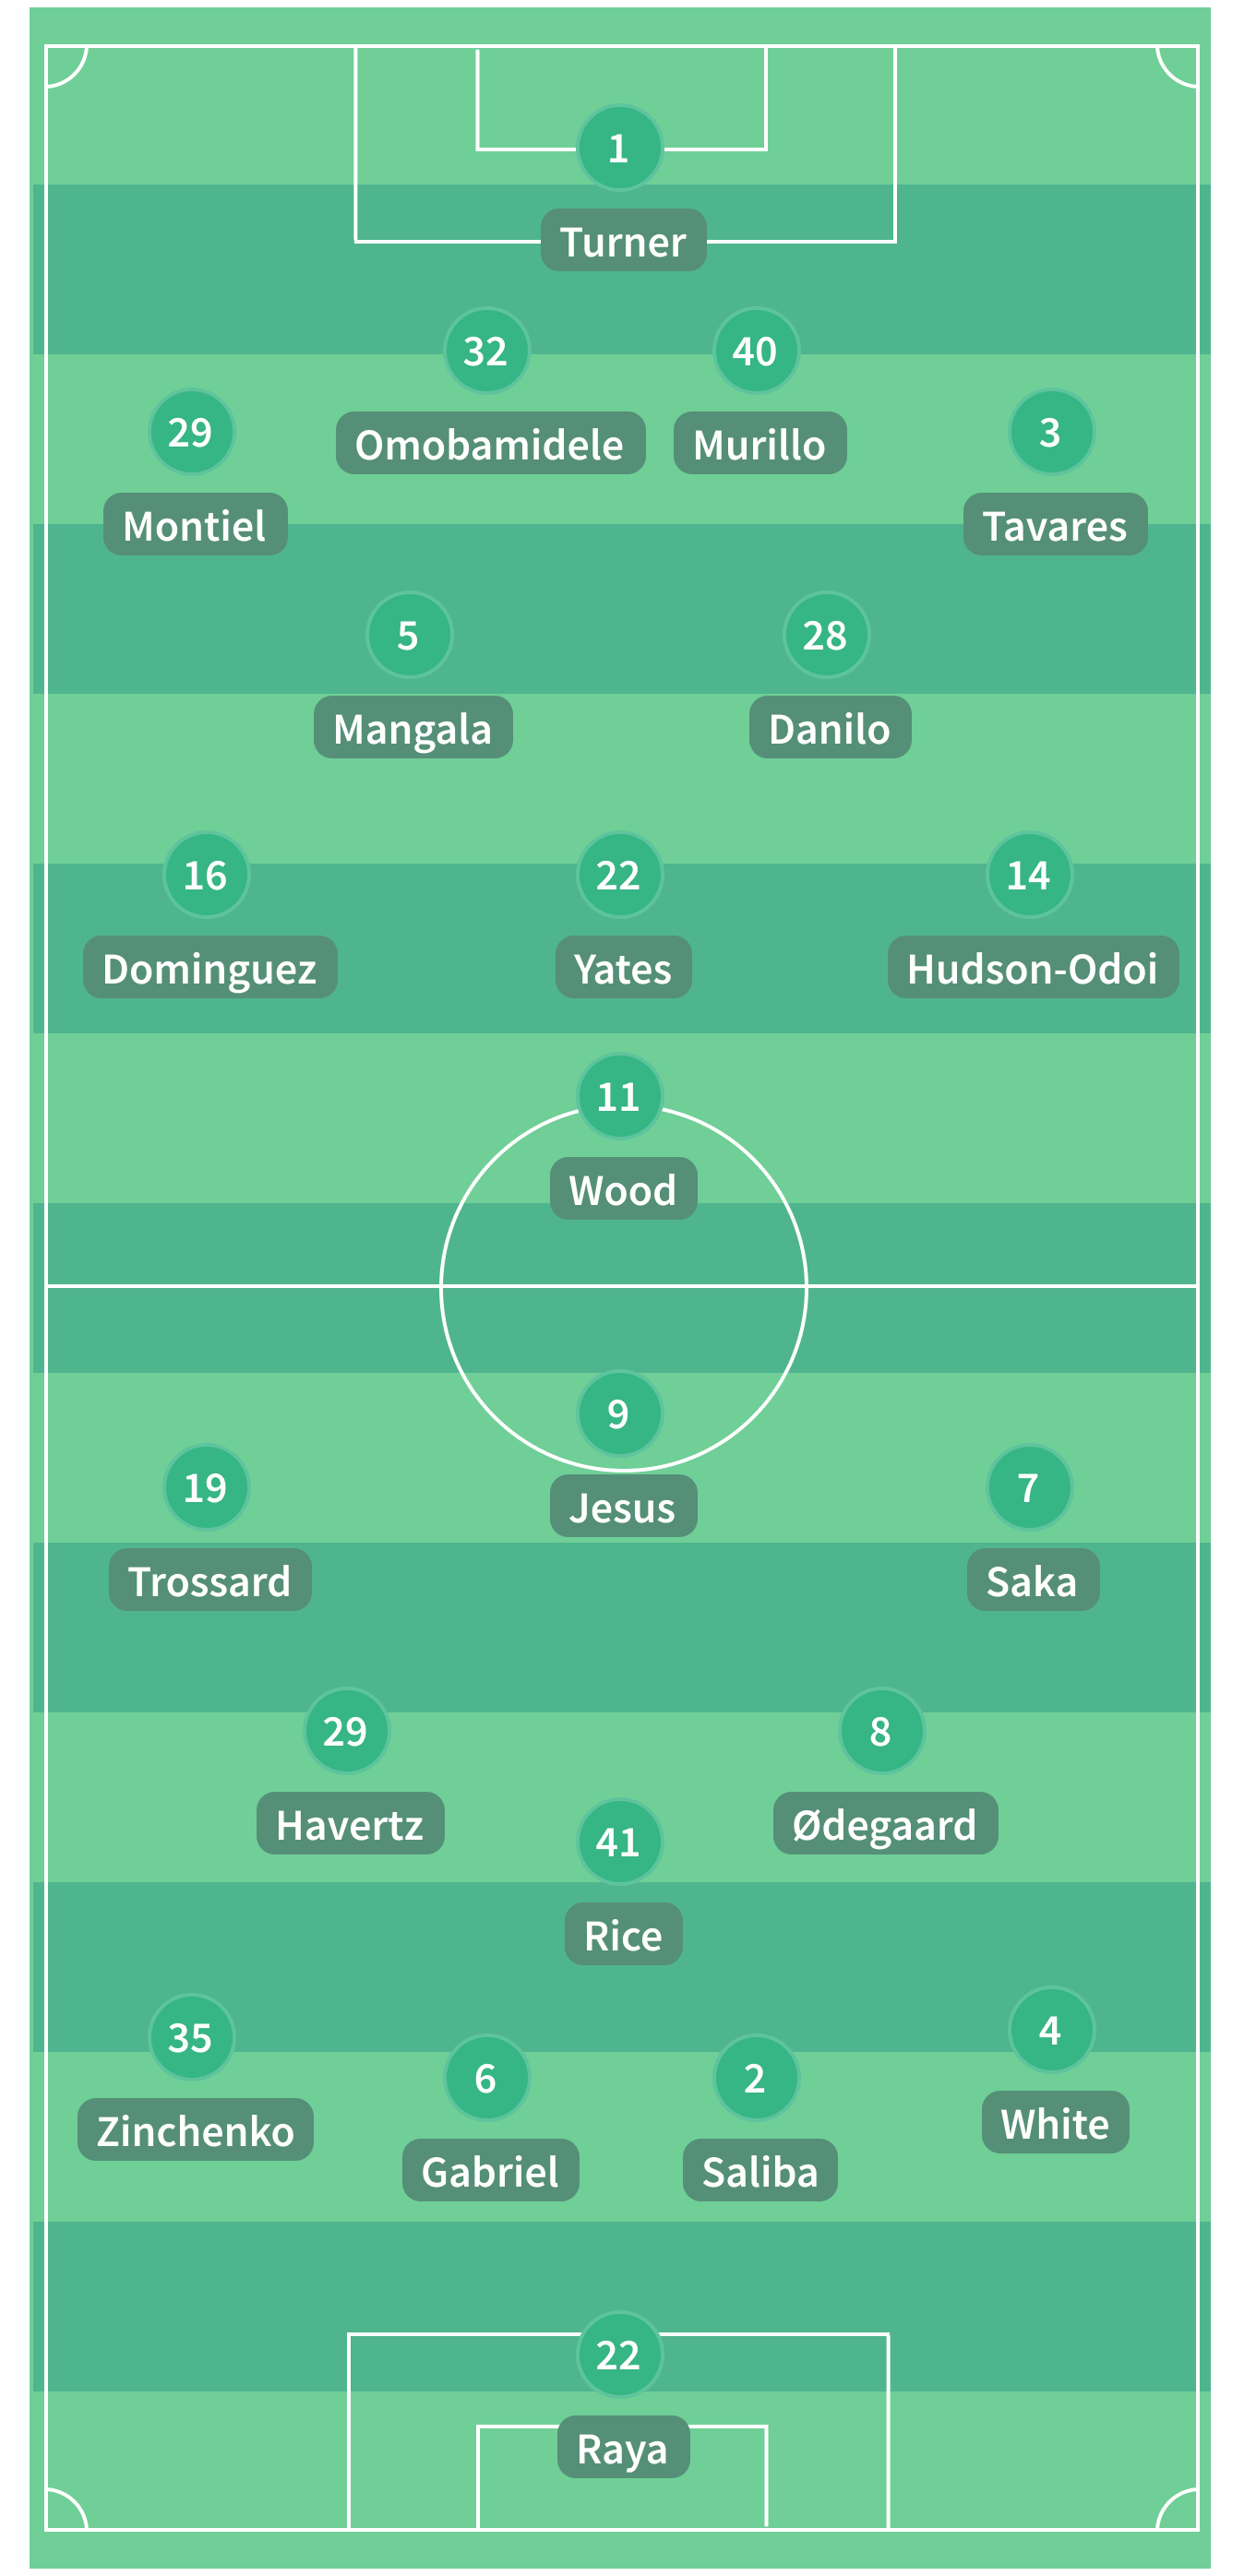 1
Turner
32
40
Omobamidele
Murillo
29
3
Montiel
Tavares
5
28
Mangala
Danilo
16
22
14
Dominguez
Yates
Hudson-Odoi
11
Wood
9
Jesus
19
7
Trossard
Saka
29
8
Havertz
Ødegaard
41
Rice
35
4
Zinchenko
White
6
2
Gabriel
Saliba
22
Raya